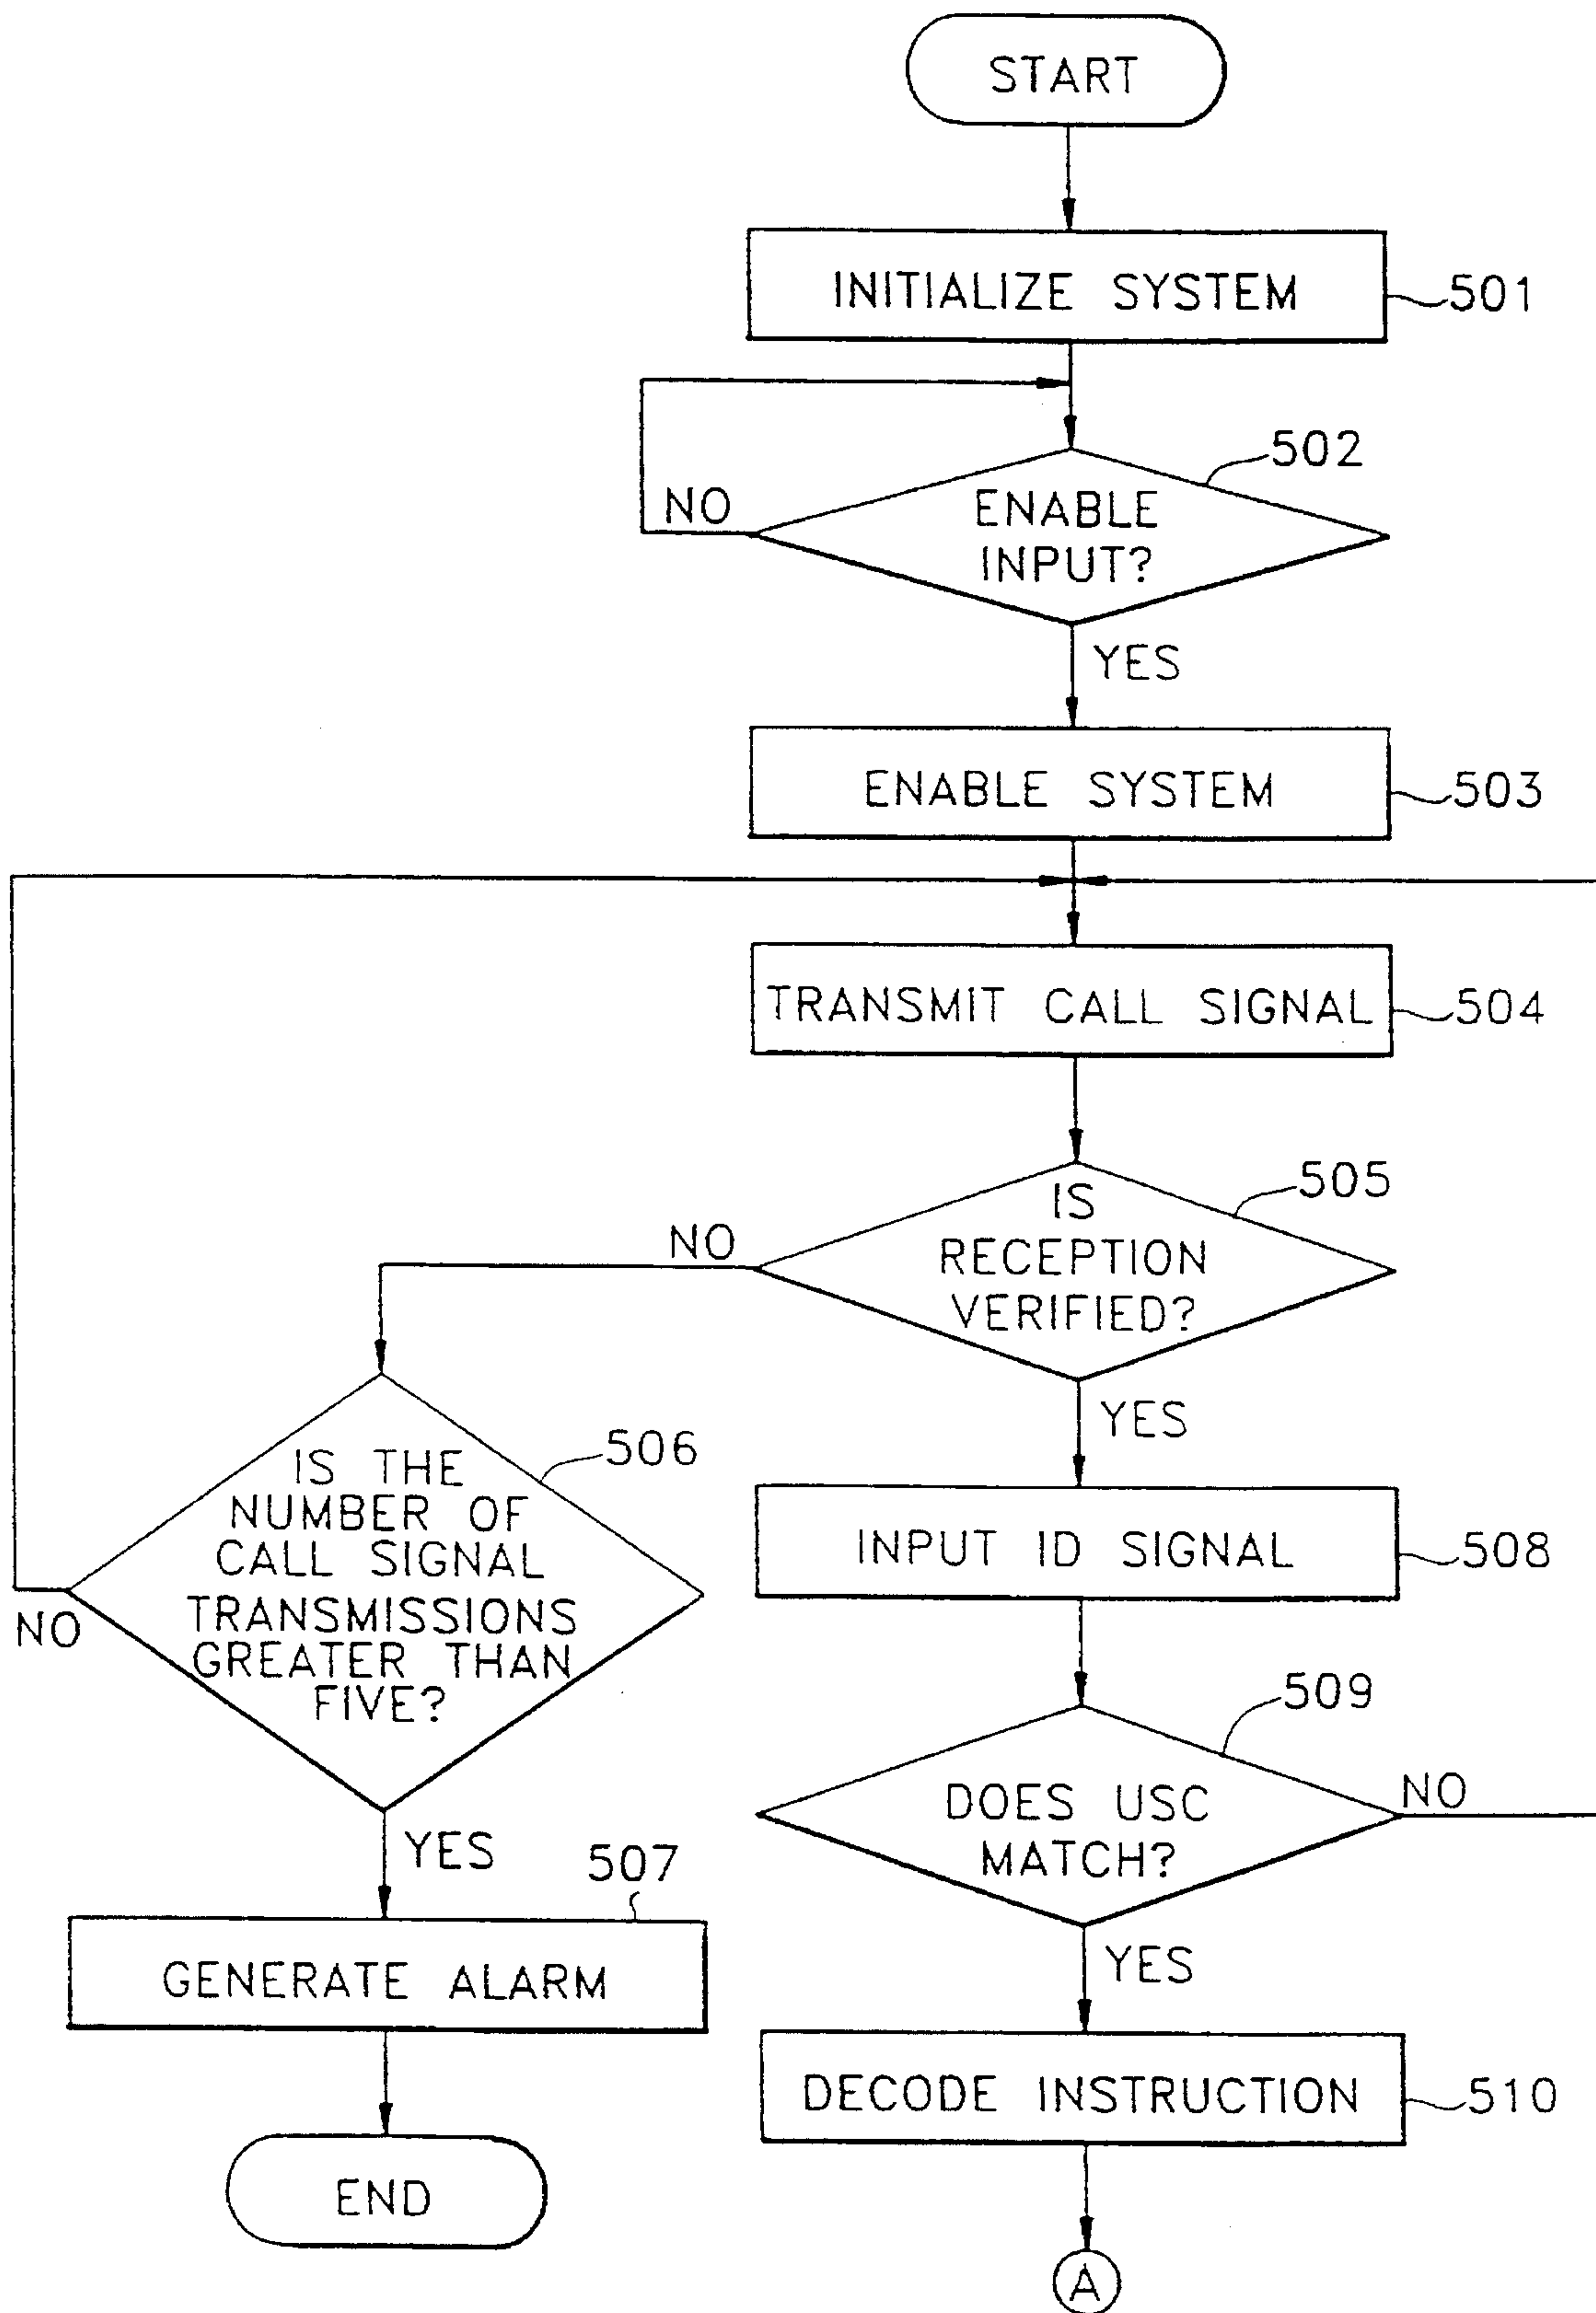 START
INITIALIZE SYSTEM
501
502
NO
ENABLE
INPUT?
YES
ENABLE SYSTEM
503
TRANSMIT CALL SIGNAL
504
505
NO
IS
RECEPTION
VERIFIED?
YES
506
IS THE
NUMBER OF
CALL SIGNAL
TRANSMISSIONS
GREATER THAN
FIVE?
NO
YES
507
GENERATE ALARM
END
INPUT ID SIGNAL
508
509
DOES USC
MATCH?
NO
YES
DECODE INSTRUCTION
510
A